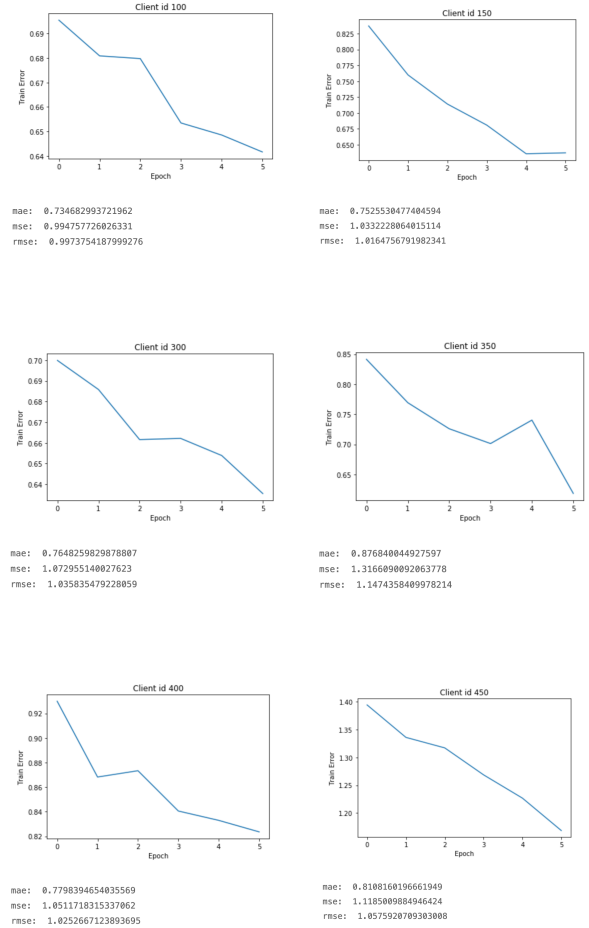 Client id 100
0.69
0.68
0.67
0.66
0.65
0.64
Train Error
0 1 2 3 4 5
Epoch
mae: 0.734682993721962
mse: 0.994757726026331
rmse: 0.9973754187999276
Client id 150
0.825
0.800
0.775
0.750
0.725
0.700
0.675
0.650
Train Error
0 1 2 3 4 5
Epoch
mae: 0.7525530477404594
mse: 1.0332228064015114
rmse: 1.0164756791982341
Client id 300
0.70
0.69
0.68
0.67
0.66
0.65
0.64
Train Error
0 1 2 3 4 5
Epoch
mae: 0.7648259829878807
mse: 1.072955140027623
rmse: 1.035835479228059
Client id 350
0.85
0.80
0.75
0.70
0.65
Train Error
0 1 2 3 4 5
Epoch
mae: 0.876840044927597
mse: 1.3166090092063778
rmse: 1.1474358409978214
Client id 400
0.92
0.90
0.88
0.86
0.84
0.82
Train Error
0 1 2 3 4 5
Epoch
mae: 0.7798394654035569
mse: 1.0511718315337062
rmse: 1.0252667123893695
Client id 450
1.40
1.35
1.30
1.25
1.20
Train Error
0 1 2 3 4 5
Epoch
mae: 0.8108160196661949
mse: 1.1185009884946424
rmse: 1.0575920709303008